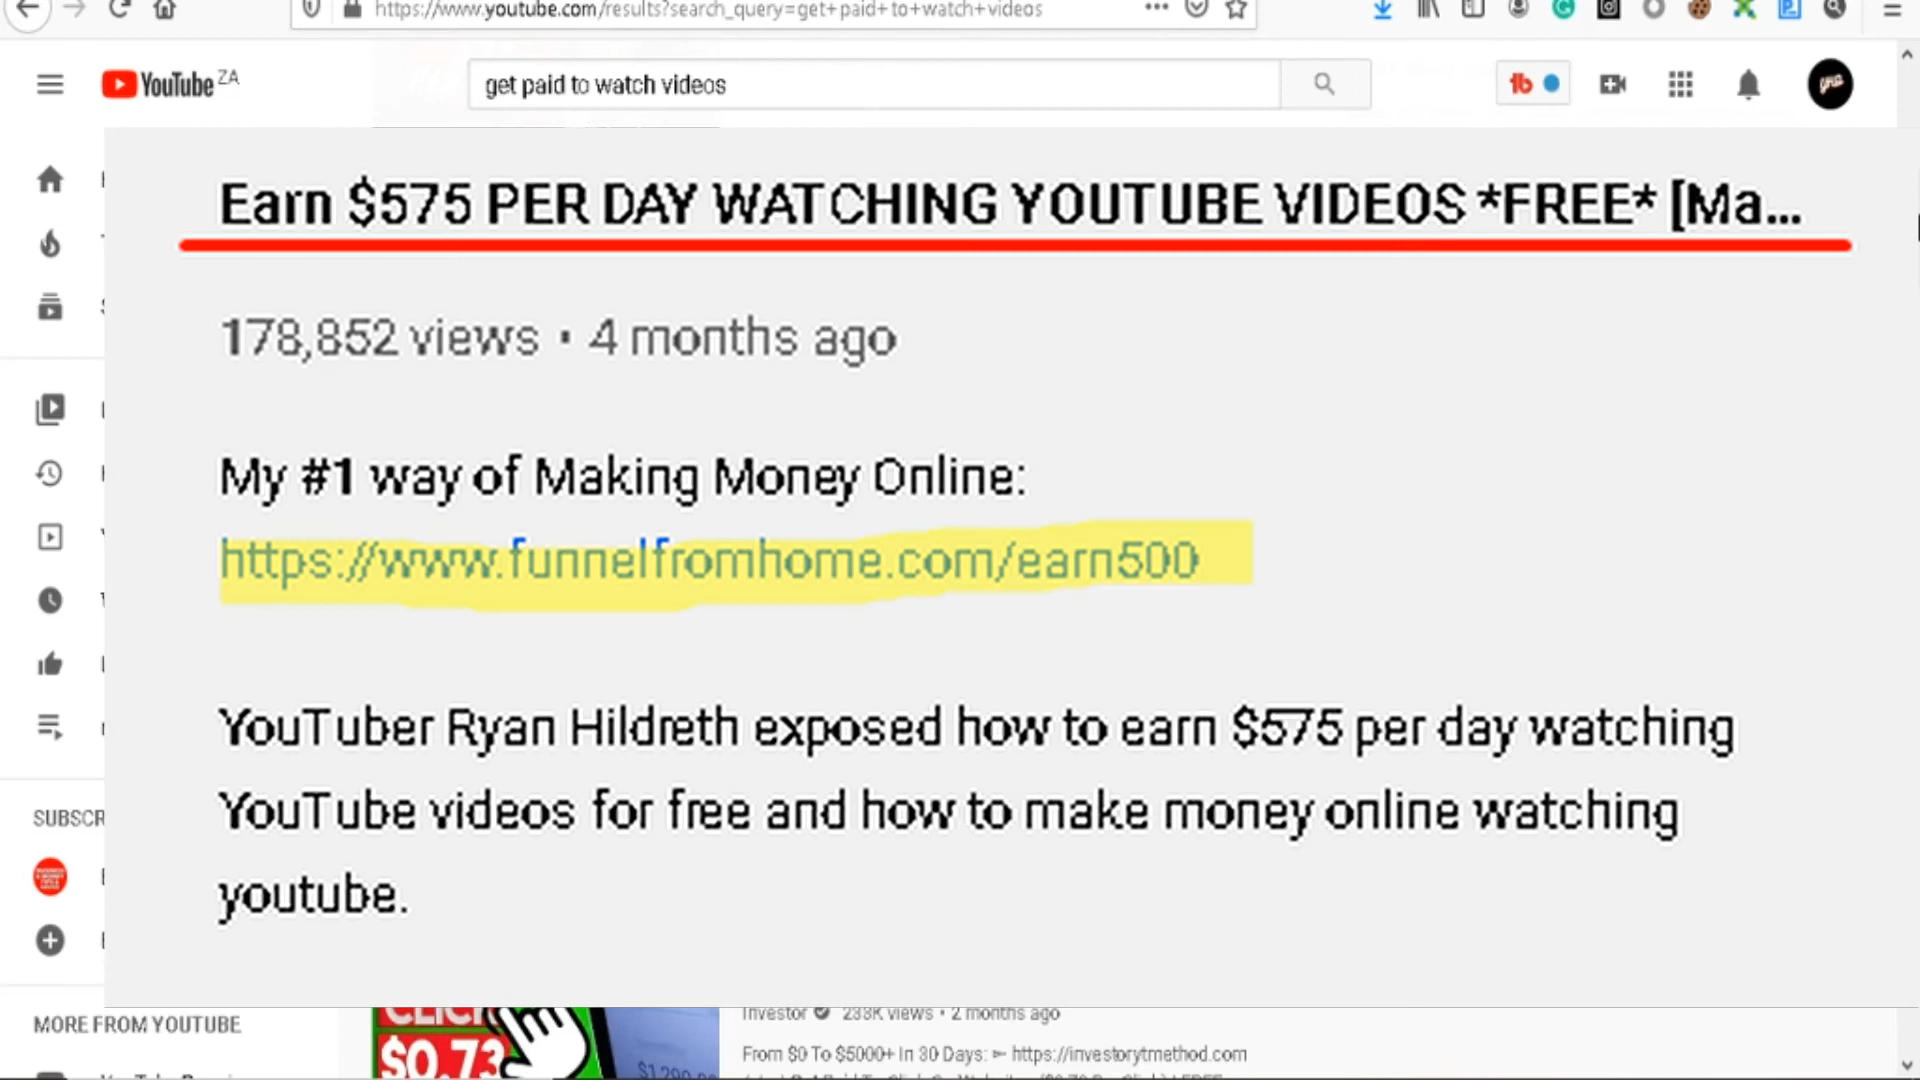 https://www.youtube.com/results?search_query=get+paid+to+watch+videos
YouTube ZA
get paid to watch videos
Earn $575 PER DAY WATCHING YOUTUBE VIDEOS *FREE* [Ma...
178,852 views • 4 months ago
My #1 way of Making Money Online:
https://www.funnelfromhome.com/earn500
YouTuber Ryan Hildreth exposed how to earn $575 per day watching
YouTube videos for free and how to make money online watching
youtube.
SUBSCR
MORE FROM YOUTUBE
CLICK
$0.73
Investor 233K views • 2 months ago
From $0 To $5000+ In 30 Days: ► https://investorytmethod.com